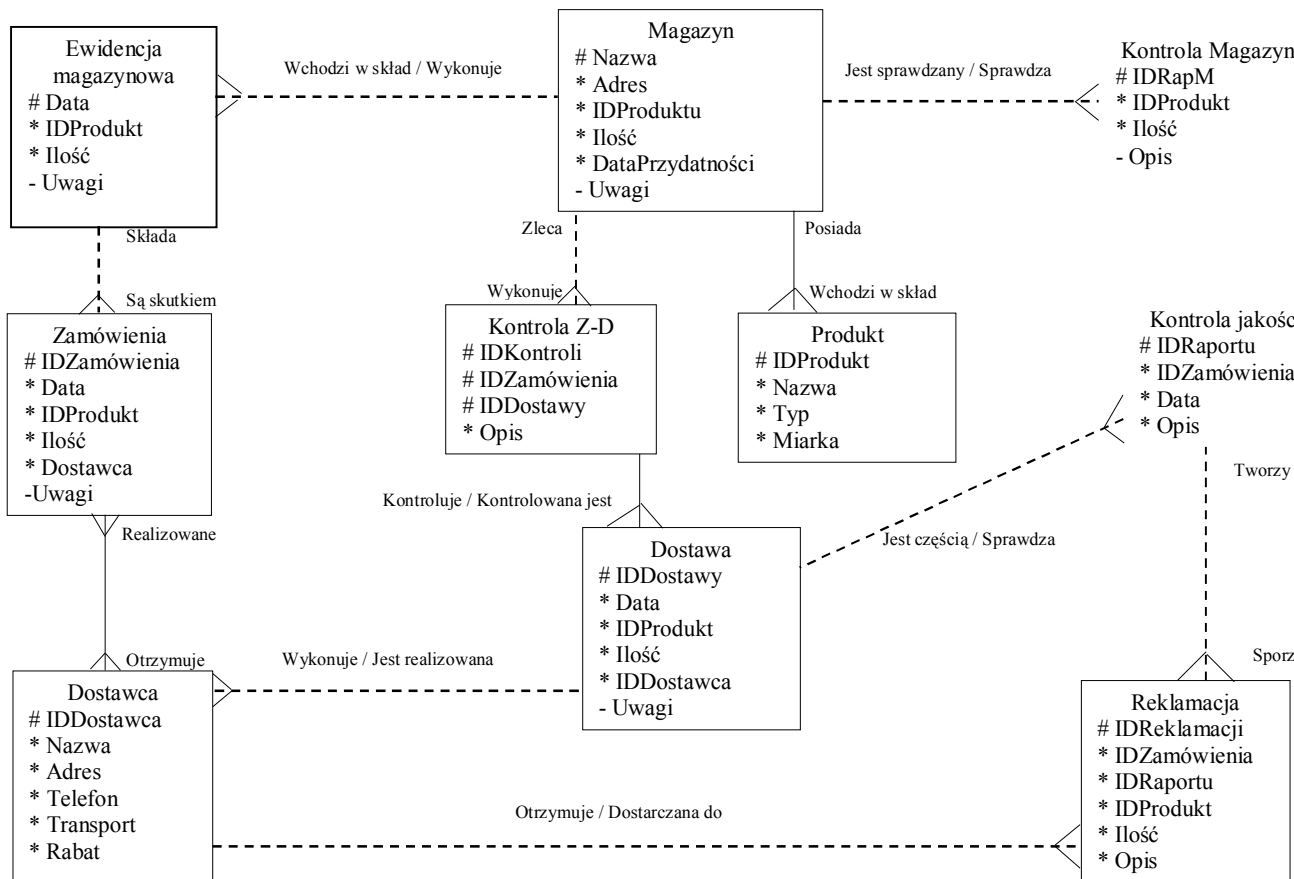 Ewidencja
magazynowa
# Data
* IDProdukt
* Ilość
- Uwagi
Wchodzi w skład / Wykonuje
Magazyn
# Nazwa
* Adres
* IDProduktu
* Ilość
* DataPrzydatności
- Uwagi
Jest sprawdzany / Sprawdza
Kontrola Magazyn
# IDRapM
* IDProdukt
* Ilość
- Opis
Składa
Są skutkiem
Zleca
Wykonuje
Posiada
Wchodzi w skład
Zamówienia
# IDZamówienia
* Data
* IDProdukt
* Ilość
* Dostawca
-Uwagi
Kontrola Z-D
# IDKontroli
# IDZamówienia
# IDDostawy
* Opis
Produkt
# IDProdukt
* Nazwa
* Typ
* Miarka
Kontrola jakośc
# IDRaportu
* IDZamówienia
* Data
* Opis
Realizowane
Otrzymuje
Kontroluje / Kontrolowana jest
Jest częścią / Sprawdza
Tworzy
Sporz
Dostawa
# IDDostawy
* Data
* IDProdukt
* Ilość
* IDDostawca
- Uwagi
Wykonuje / Jest realizowana
Dostawca
# IDDostawca
* Nazwa
* Adres
* Telefon
* Transport
* Rabat
Otrzymuje / Dostarczana do
Reklamacja
# IDReklamacji
* IDZamówienia
* IDRaportu
* IDProdukt
* Ilość
* Opis